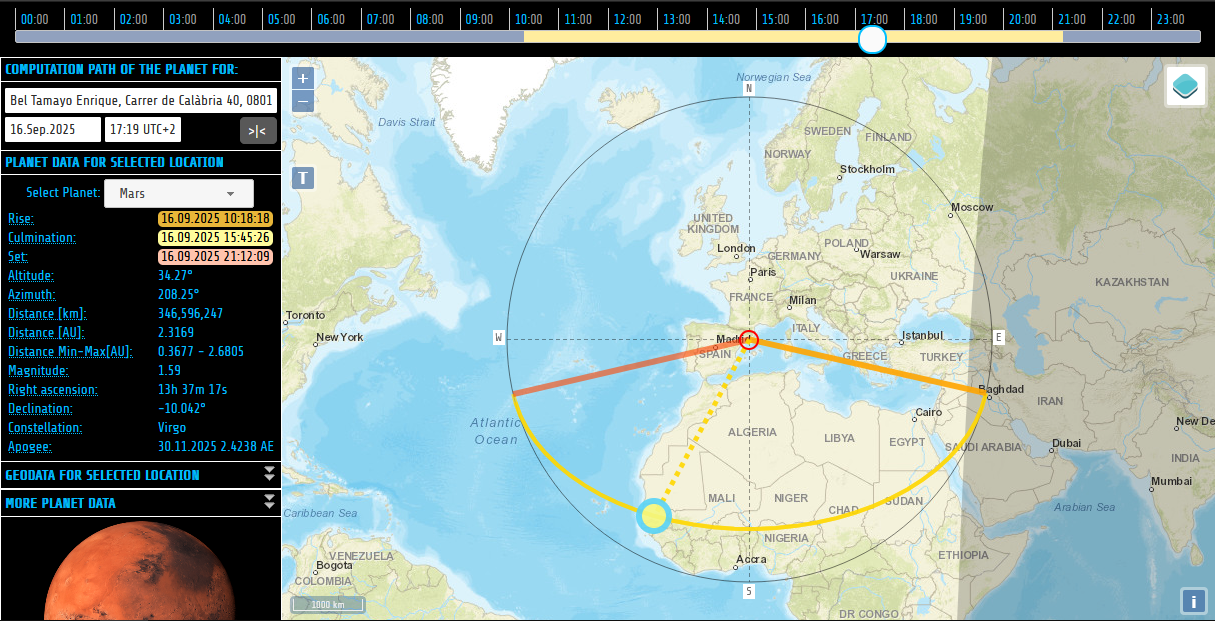 00:00 01:00 02:00 03:00 04:00 05:00 06:00 07:00 08:00 09:00 10:00 11:00 12:00 13:00 14:00 15:00 16:00 17:00 18:00 19:00 20:00 21:00 22:00 23:00
COMPUTATION PATH OF THE PLANET FOR:
Bel Tamayo Enrique, Carrer de Calàbria 40, 0801
16.Sep.2025 17:19 UTC+2 >|<
PLANET DATA FOR SELECTED LOCATION
Select Planet: Mars
Rise: 16.09.2025 10:18:18
Culmination: 16.09.2025 15:45:26
Set: 16.09.2025 21:12:09
Altitude: 34.27°
Azimuth: 208.25°
Distance [km]: 346,596,247
Distance [AU]: 2.3169
Distance Min-Max[AU]: 0.3677 - 2.6805
Magnitude: 1.59
Right ascension: 13h 37m 17s
Declination: -10.042°
Constellation: Virgo
Apogee: 30.11.2025 2.4238 AE
GEODATA FOR SELECTED LOCATION
MORE PLANET DATA
+
−
T
Norwegian Sea
N
Davis Strait
SWEDEN
FINLAND
NORWAY
Stockholm
Moscow
UNITED
KINGDOM
London
POLAND
GERMANY
Warsaw
Paris
UKRAINE
KAZAKHSTAN
FRANCE
Milan
Toronto
ITALY
New York
W
Madrid
Istanbul
E
SPAIN
GREECE
TURKEY
Baghdad
IRAN
Cairo
Atlantic
Ocean
ALGERIA
LIBYA
EGYPT
SAUDI ARABIA
Dubai
New De
INDIA
Mumbai
MALI
NIGER
CHAD
SUDAN
Caribbean Sea
Arabian Sea
NIGERIA
VENEZUELA
Bogota
COLOMBIA
Accra
ETHIOPIA
S
1000 km
DR CONGO
i